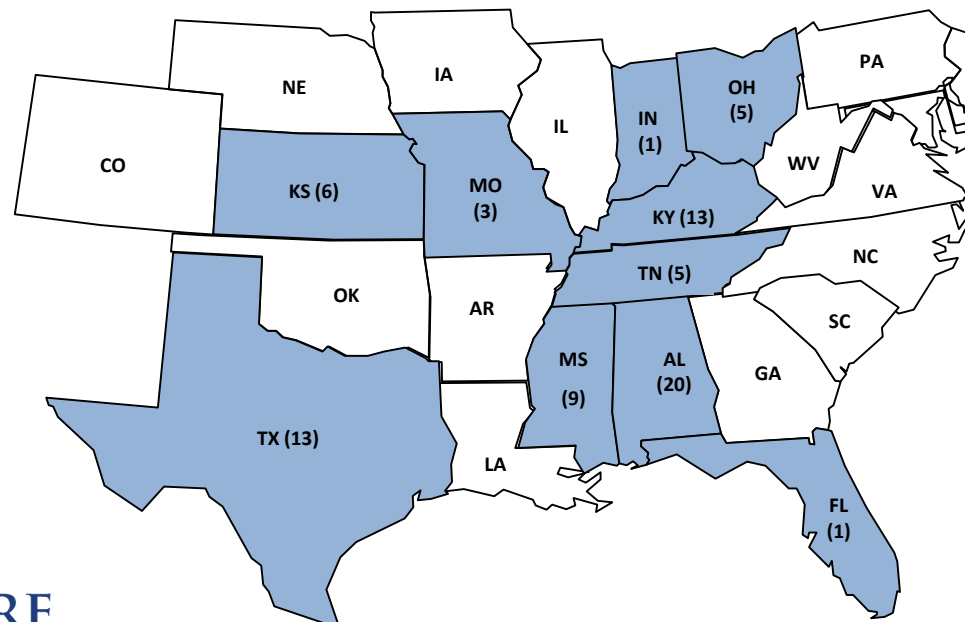 PA
IA
NE
OH
(5)
IN
(1)
IL
CO
WV
KS (6)
MO
(3)
VA
KY (13)
NC
TN (5)
OK
AR
SC
MS
(9)
AL
(20)
GA
TX (13)
LA
FL
(1)